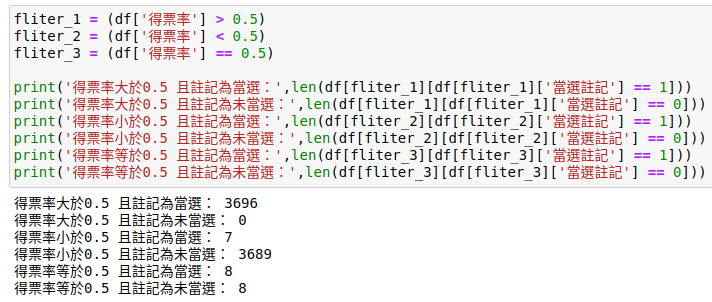 fliter_1 = (df['得票率'] > 0.5)
fliter_2 = (df['得票率'] < 0.5)
fliter_3 = (df['得票率'] == 0.5)
print('得票率大於0.5 且註記為當選：',len(df[fliter_1][df[fliter_1]['當選註記'] == 1]))
print('得票率大於0.5 且註記為未當選：',len(df[fliter_1][df[fliter_1]['當選註記'] == 0]))
print('得票率小於0.5 且註記為當選：',len(df[fliter_2][df[fliter_2]['當選註記'] == 1]))
print('得票率小於0.5 且註記為未當選：',len(df[fliter_2][df[fliter_2]['當選註記'] == 0]))
print('得票率等於0.5 且註記為當選：',len(df[fliter_3][df[fliter_3]['當選註記'] == 1]))
print('得票率等於0.5 且註記為未當選：',len(df[fliter_3][df[fliter_3]['當選註記'] == 0]))
得票率大於0.5 且註記為當選： 3696
得票率大於0.5 且註記為未當選： 0
得票率小於0.5 且註記為當選： 7
得票率小於0.5 且註記為未當選： 3689
得票率等於0.5 且註記為當選： 8
得票率等於0.5 且註記為未當選： 8